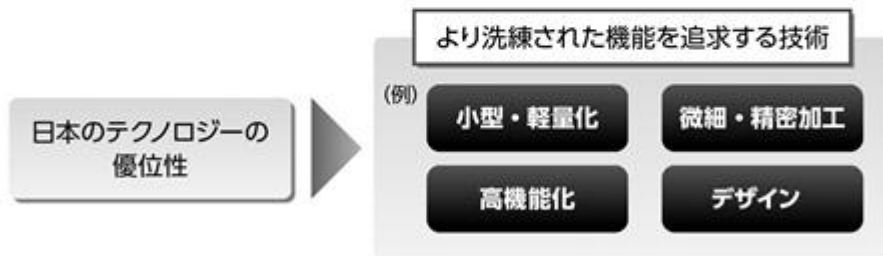 より洗練された機能を追求する技術
(例)
小型・軽量化
微細・精密加工
日本のテクノロジーの
優位性
高機能化
デザイン